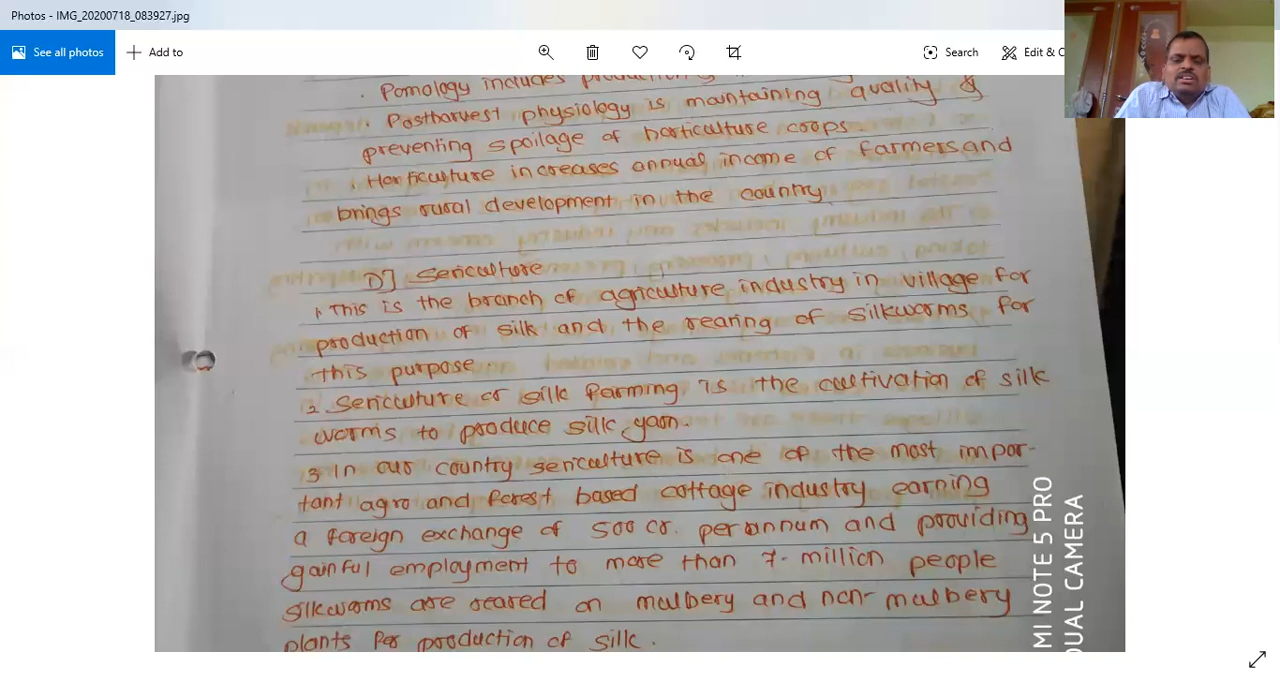 Photos - IMG_20200718_083927.jpg
See all photos
Add to
Search
Edit & C
. Pomology includes
. Postharvest physiology is maintaining quality &
preventing spoilage of horticulture crops.
. Horticulture increases annual income of farmers and
brings rural development in the country
D] Sericulture
1, This is the branch of agriculture industry in village for
production of silk and the rearing of silkworms for
this purpose.
2. Sericulture or silk farming is the cultivation of silk
worms to produce silk yarn.
3 In our country sericulture is one of the most impor-
tant agro and forest based cottage industry earning
a foreign exchange of 500 cr. per annum and providing
gainful employment to more than 7. million people
silkworms are reared on mulbery and non-mulbery
plants for production of silk.
MI NOTE 5 PRO
DUAL CAMERA